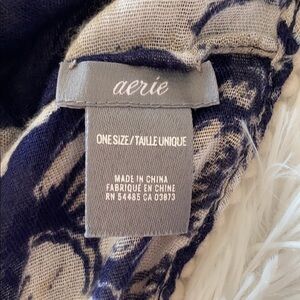 aerie
ONE SIZE/TAILLE UNIQUE
MADE IN CHINA
FABRIQUÉ EN CHINE
RN 54485 CA 03873